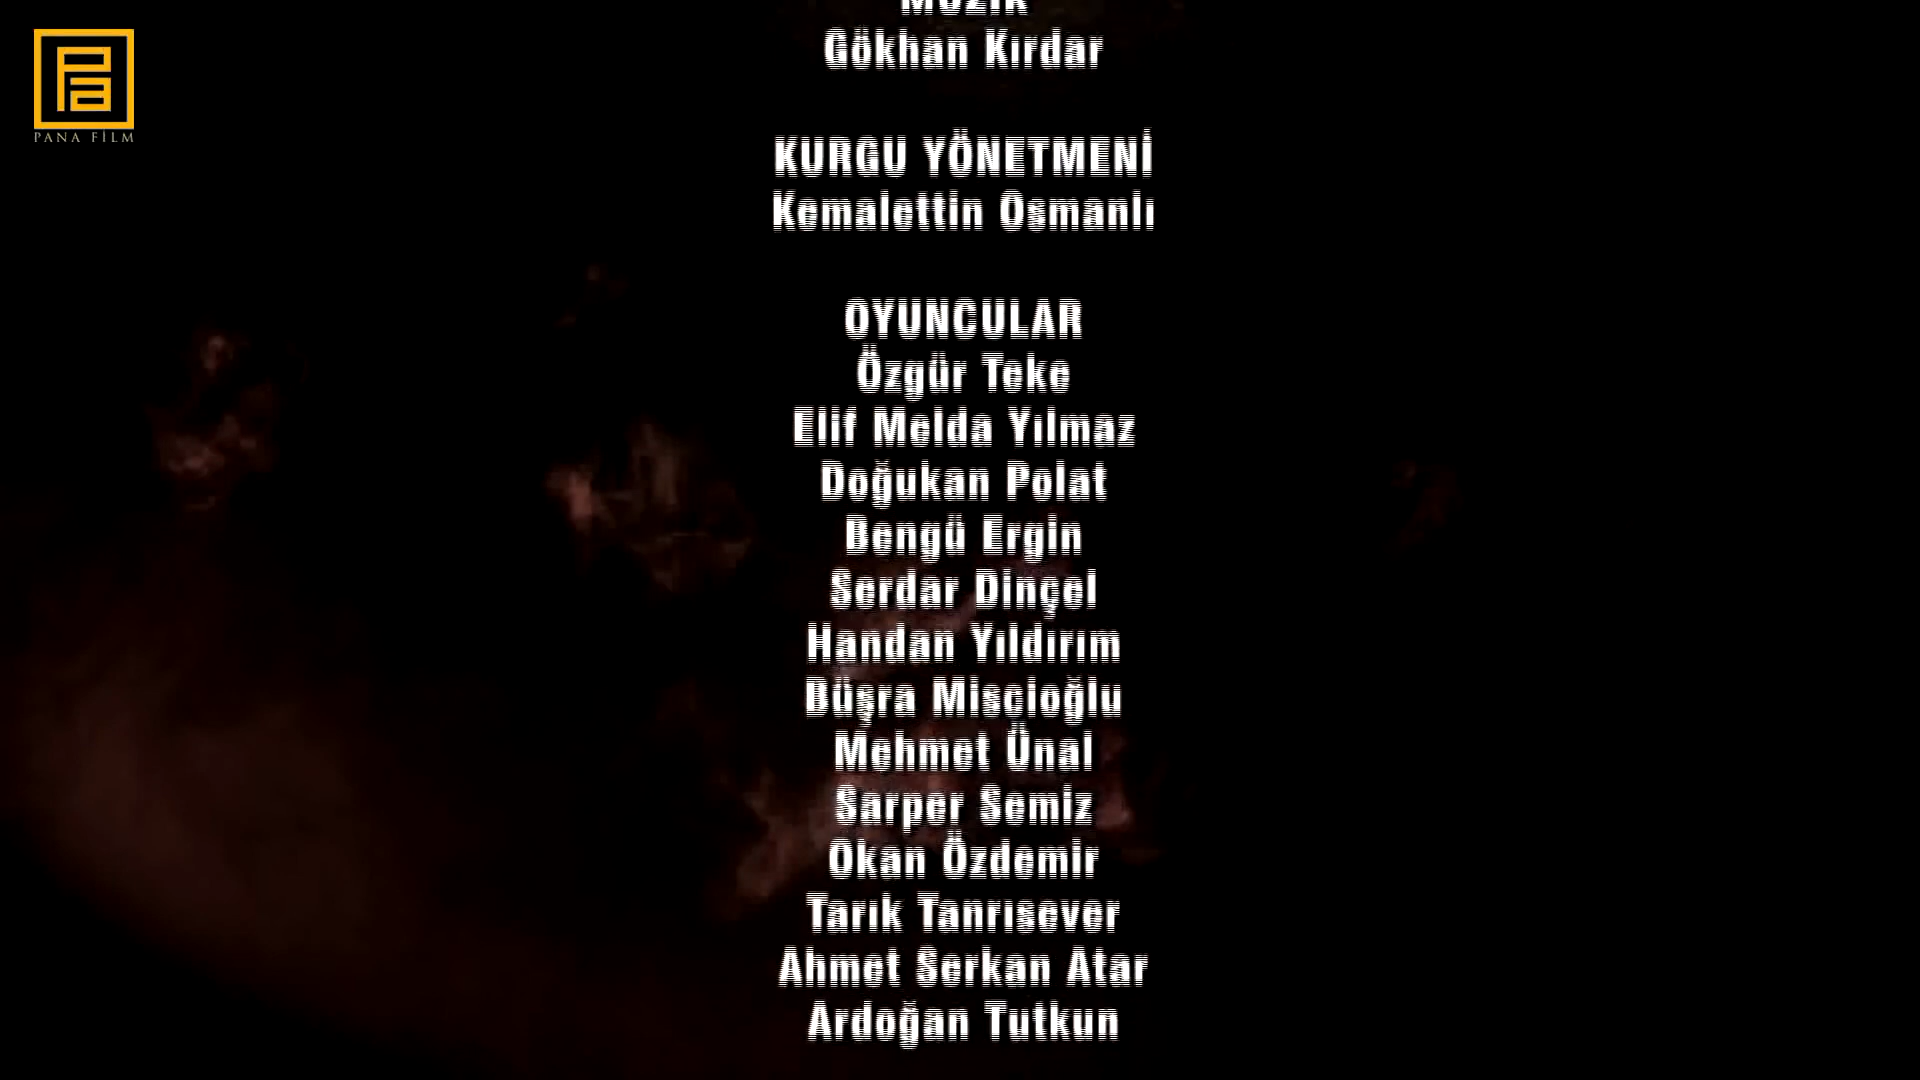 MÜZİK
Gökhan Kırdar
PANA FİLM
KURGU YÖNETMENİ
Kemalettin Osmanlı
OYUNCULAR
Özgür Teke
Elif Melda Yılmaz
Doğukan Polat
Bengü Ergin
Serdar Dinçel
Handan Yıldırım
Büşra Miscioğlu
Mehmet Ünal
Sarper Semiz
Okan Özdemir
Tarık Tanrısever
Ahmet Serkan Atar
Ardoğan Tutkun